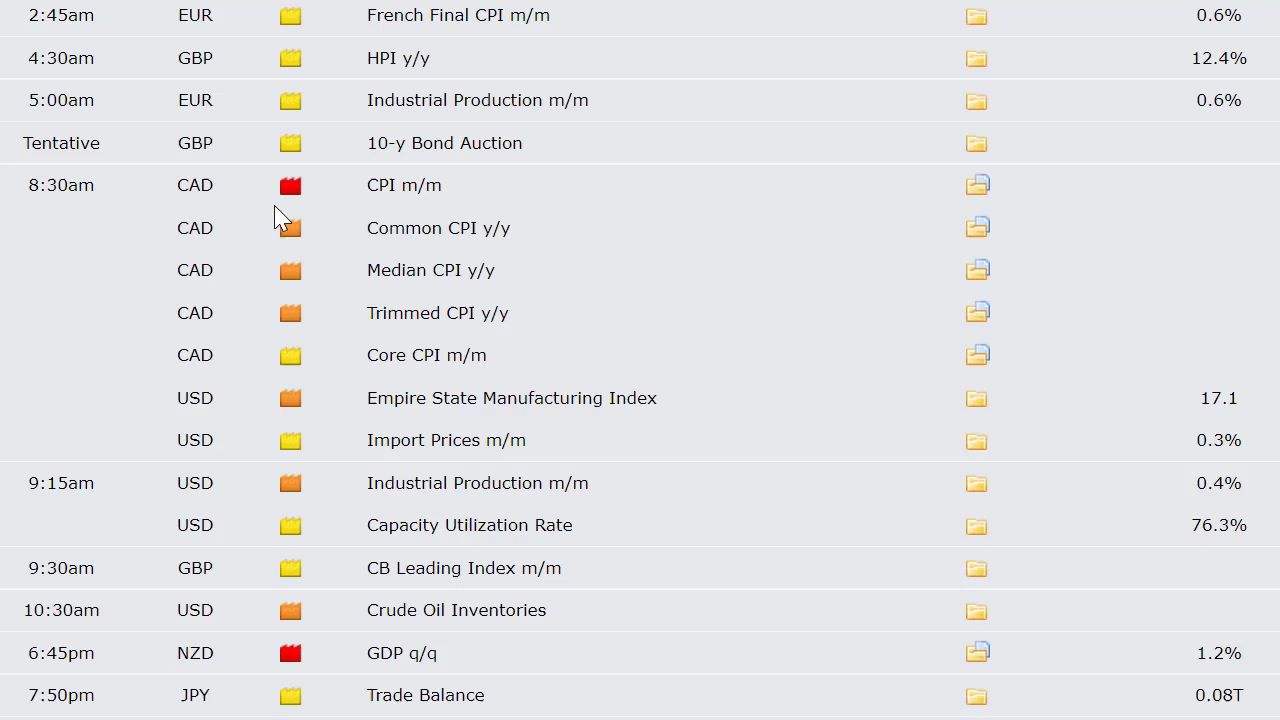 2:45am EUR French Final CPI m/m 0.6%
4:30am GBP HPI y/y 12.4%
5:00am EUR Industrial Production m/m 0.6%
Tentative GBP 10-y Bond Auction
8:30am CAD CPI m/m
CAD Common CPI y/y
CAD Median CPI y/y
CAD Trimmed CPI y/y
CAD Core CPI m/m
USD Empire State Manufacturing Index 17.1
USD Import Prices m/m 0.3%
9:15am USD Industrial Production m/m 0.4%
USD Capacity Utilization Rate 76.3%
9:30am GBP CB Leading Index m/m
10:30am USD Crude Oil Inventories
6:45pm NZD GDP q/q 1.2%
7:50pm JPY Trade Balance 0.08T